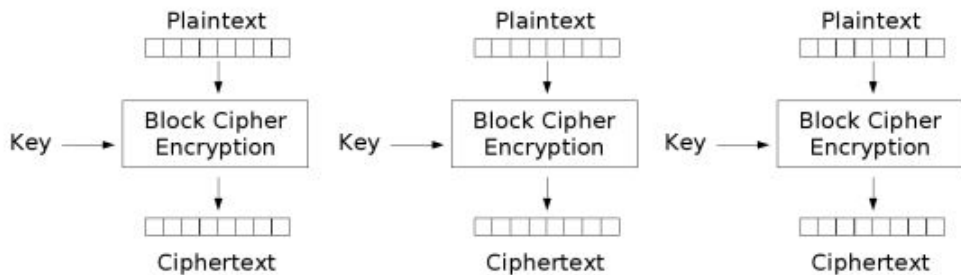 Plaintext
Plaintext
Plaintext
Key
Block Cipher
Encryption
Key
Block Cipher
Encryption
Key
Block Cipher
Encryption
Ciphertext
Ciphertext
Ciphertext